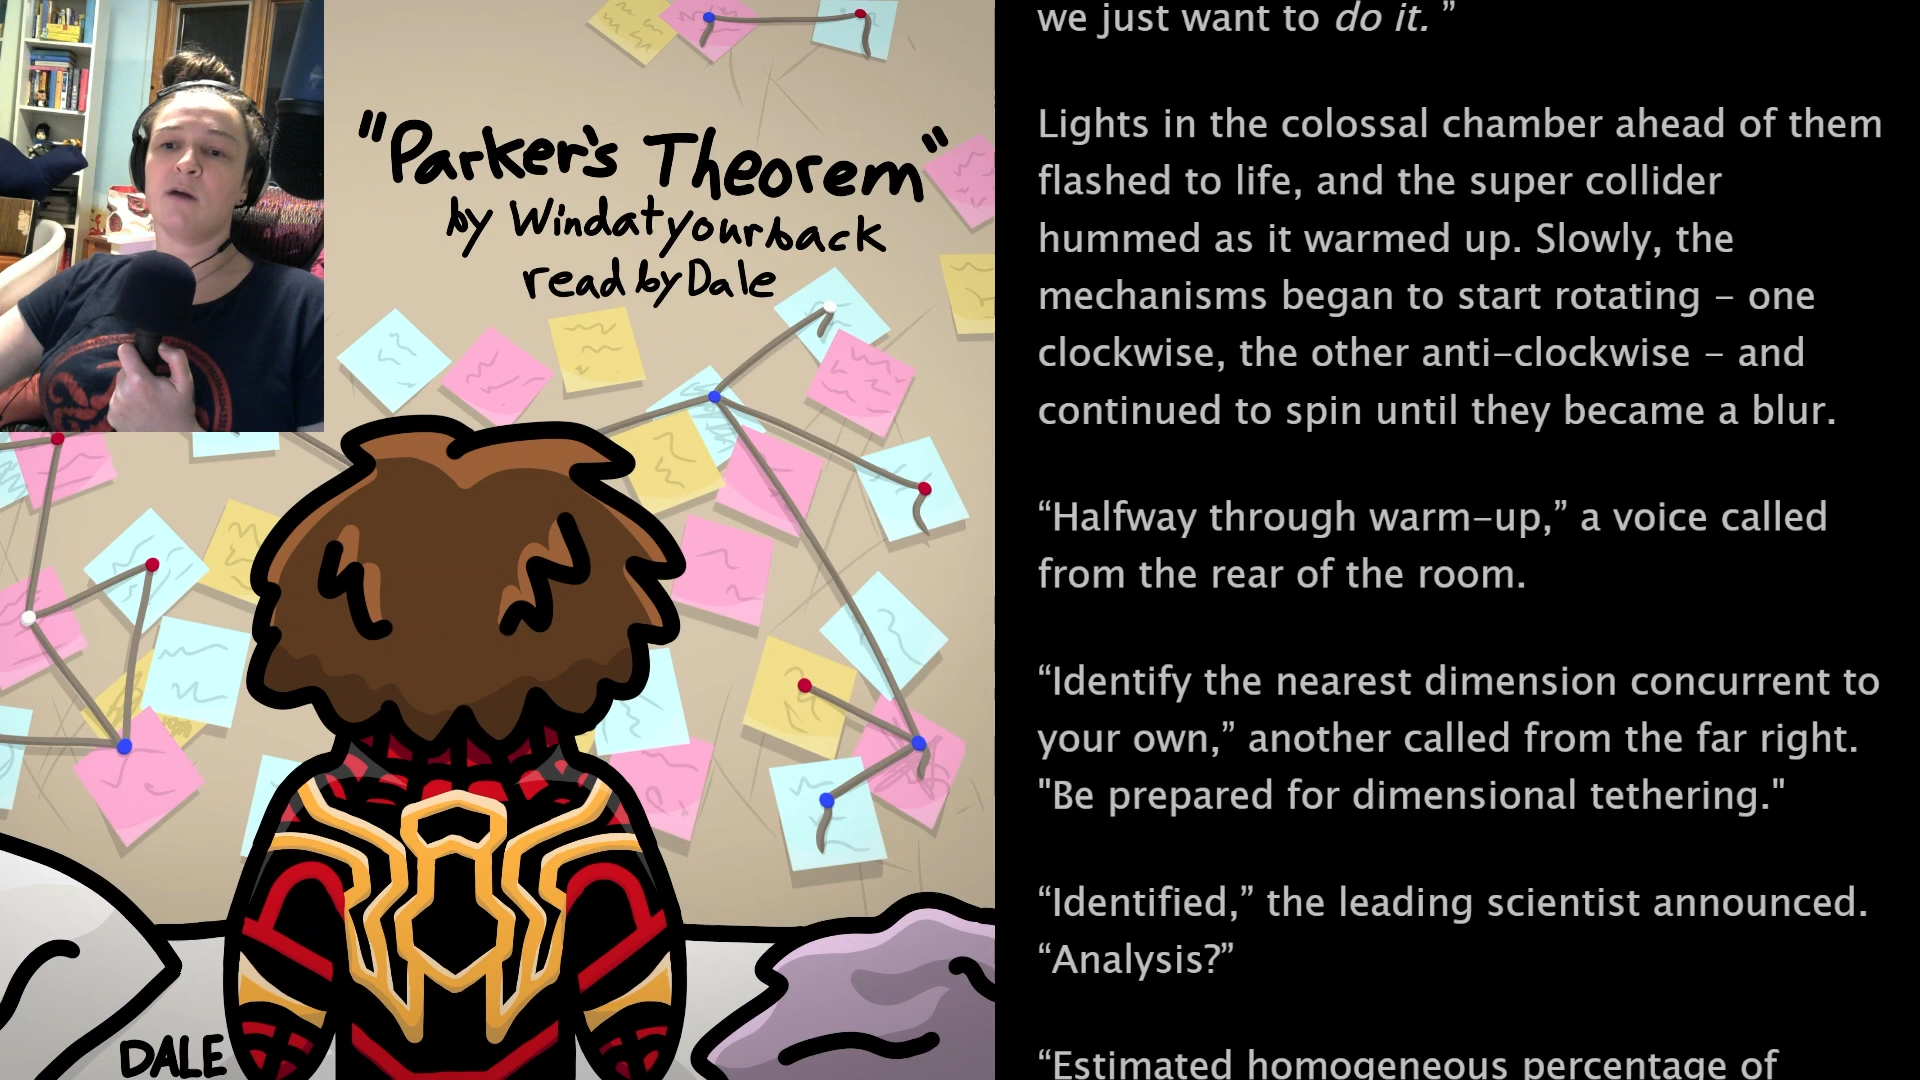 "Parker's Theorem"
by Windatyourback
read by Dale
DALE
we just want to do it. ”
Lights in the colossal chamber ahead of them
flashed to life, and the super collider
hummed as it warmed up. Slowly, the
mechanisms began to start rotating – one
clockwise, the other anti–clockwise – and
continued to spin until they became a blur.
“Halfway through warm–up,” a voice called
from the rear of the room.
“Identify the nearest dimension concurrent to
your own,” another called from the far right.
"Be prepared for dimensional tethering."
“Identified,” the leading scientist announced.
“Analysis?”
“Estimated homogeneous percentage of